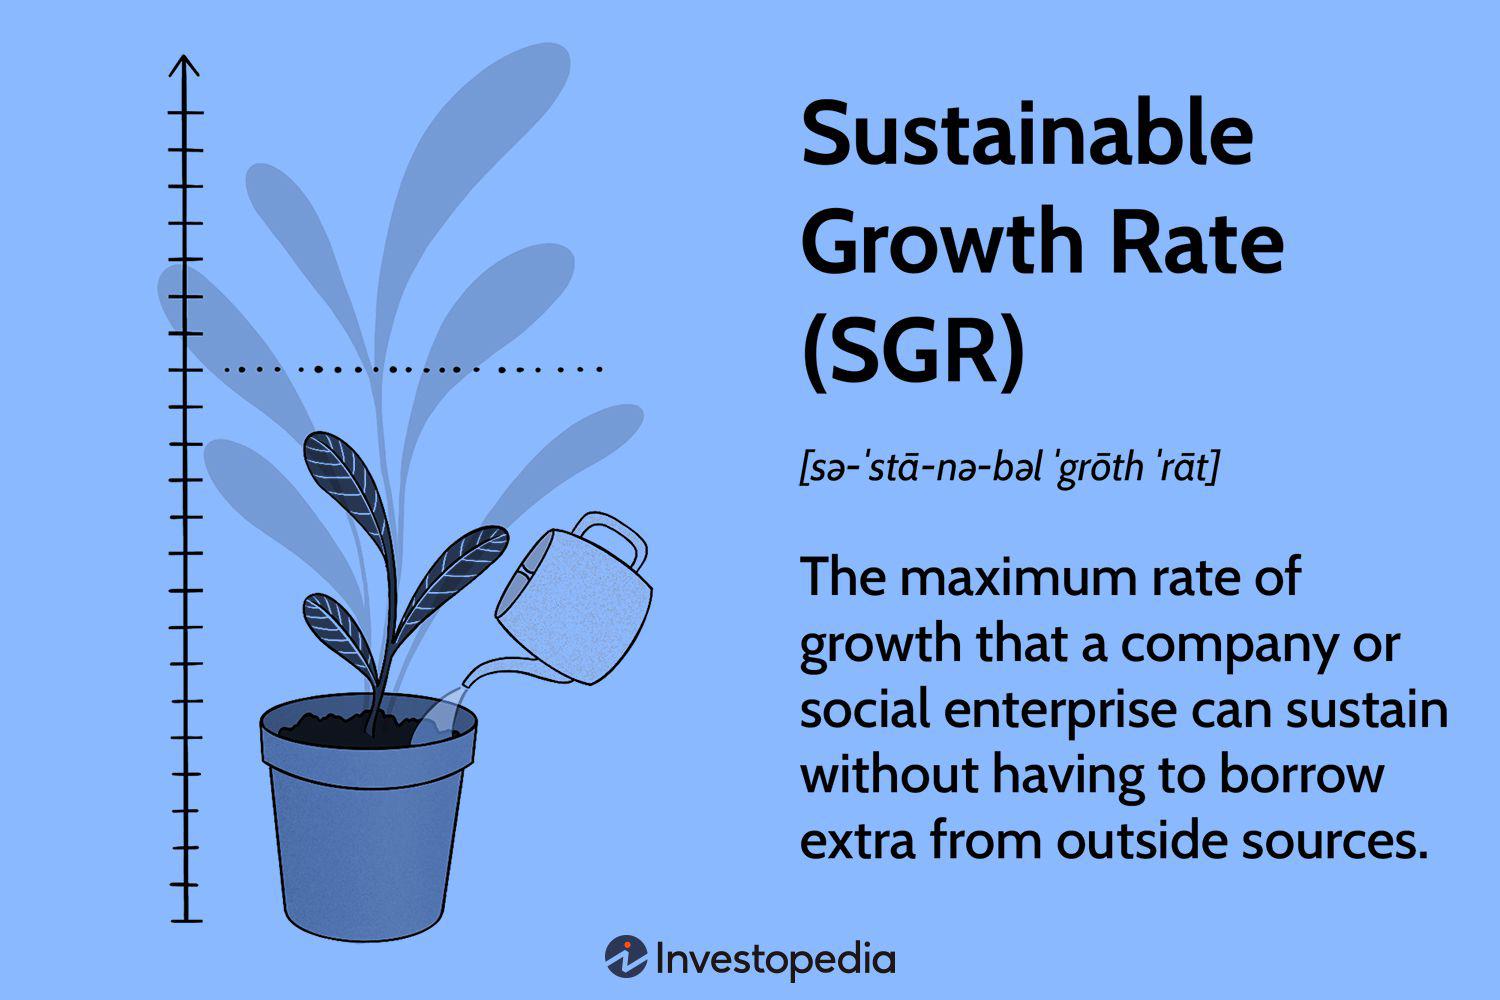 Sustainable
Growth Rate
(SGR)
[sə-ˈstā-nə-bəl ˈgrōth ˈrāt]
The maximum rate of
growth that a company or
social enterprise can sustain
without having to borrow
extra from outside sources.
Investopedia